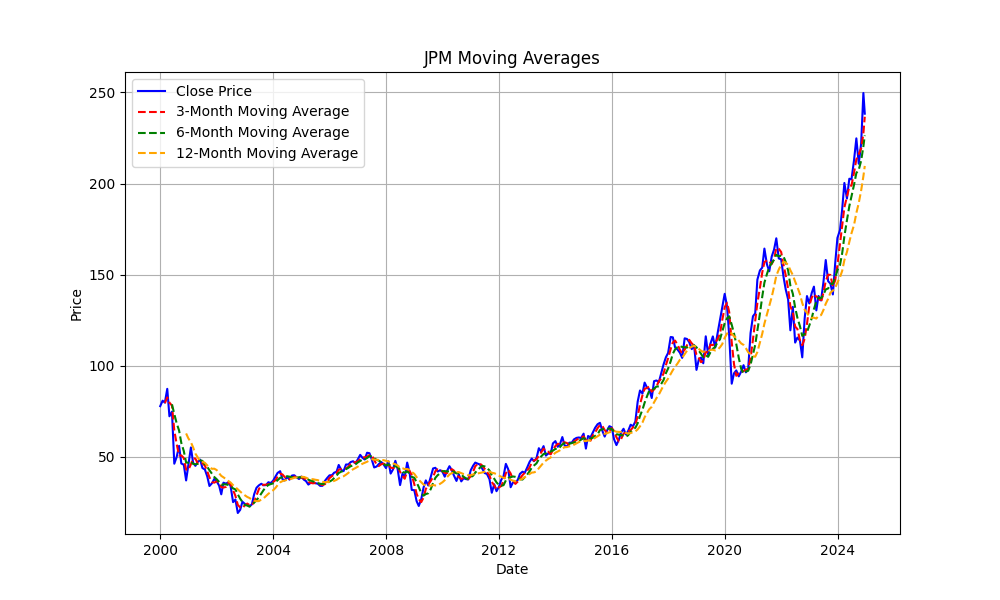 JPM Moving Averages
Close Price
3-Month Moving Average
6-Month Moving Average
12-Month Moving Average
250
200
150
100
50
Price
2000 2004 2008 2012 2016 2020 2024
Date